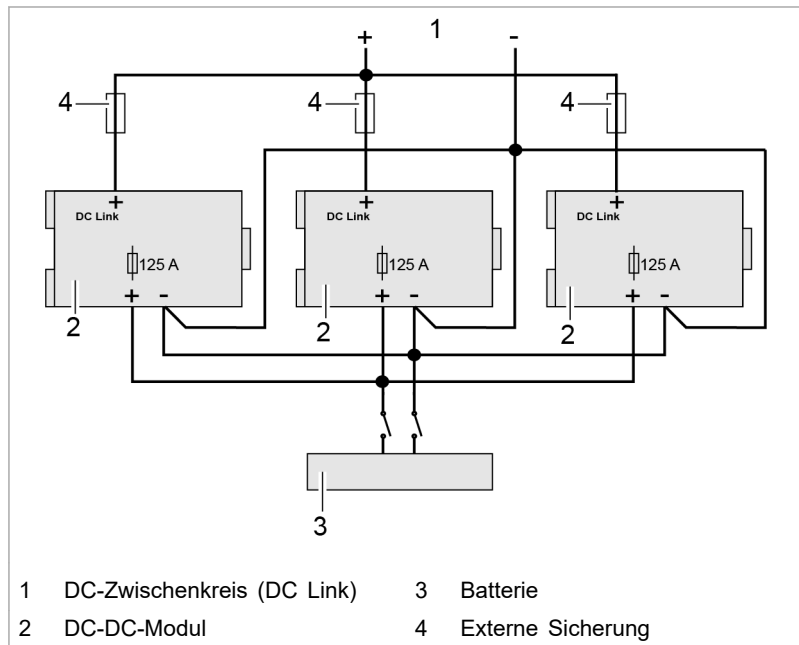 + 1 -
4 4 4
+ + +
DC Link DC Link DC Link
125 A 125 A 125 A
+ - + - + -
2 2 2
3
1 DC-Zwischenkreis (DC Link) 3 Batterie
2 DC-DC-Modul 4 Externe Sicherung